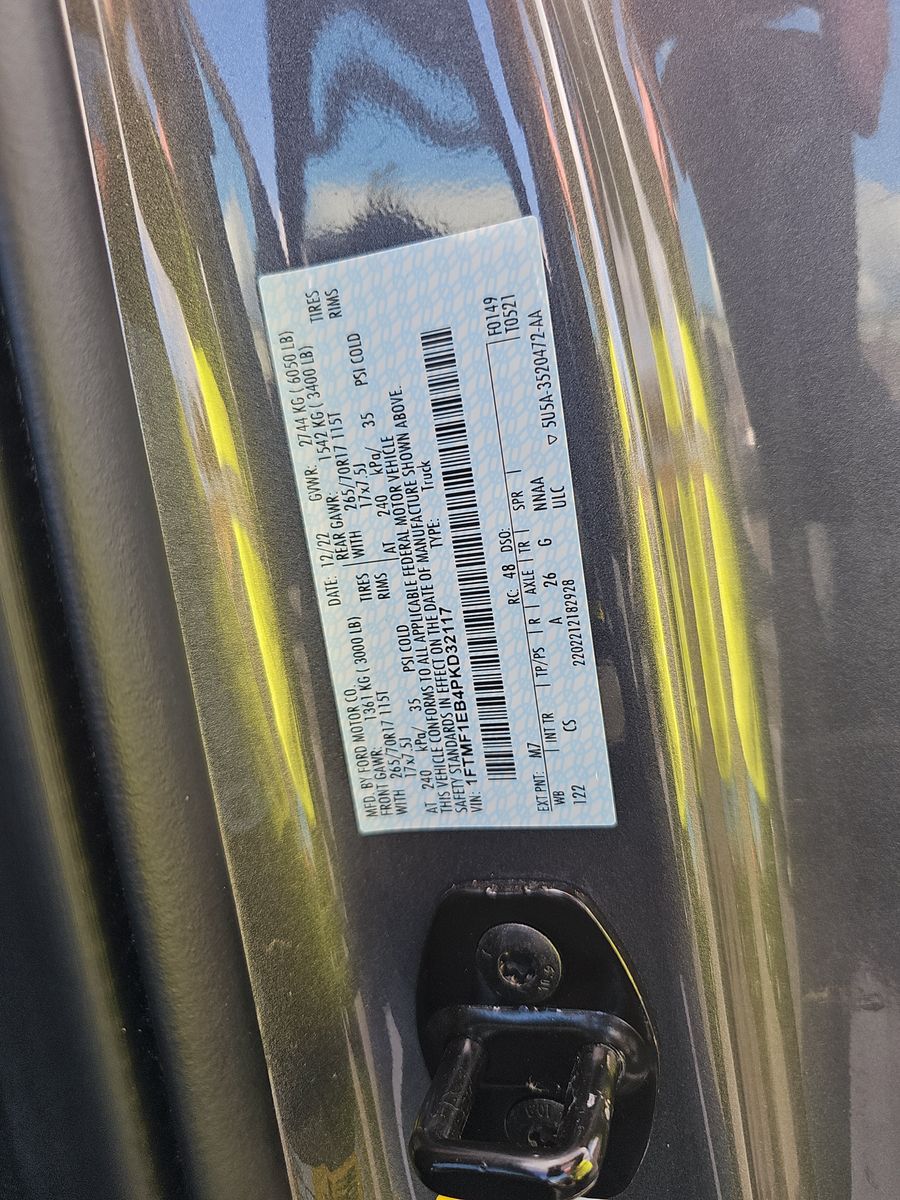 MFD. BY FORD MOTOR CO. DATE: 12/22 GVWR: 2744 KG ( 6050 LB)
FRONT GAWR: 1361 KG ( 3000 LB) REAR GAWR: 1542 KG ( 3400 LB)
WITH 265/70R17 115T TIRES WITH 265/70R17 115T TIRES
17x7.5J RIMS 17x7.5J RIMS
AT 240 kPa/ 35 PSI COLD AT 240 kPa/ 35 PSI COLD
THIS VEHICLE CONFORMS TO ALL APPLICABLE FEDERAL MOTOR VEHICLE
SAFETY STANDARDS IN EFFECT ON THE DATE OF MANUFACTURE SHOWN ABOVE.
VIN: 1FTMF1EB4PKD32117 TYPE: Truck
F0149
EXT PNT: M7 RC: 48 DSO: T0521
WB INT TR TP/PS R AXLE TR SPR
122 CS A 26 G NNAA 5U5A-3520472-AA
2202212182928 ULC
10.9